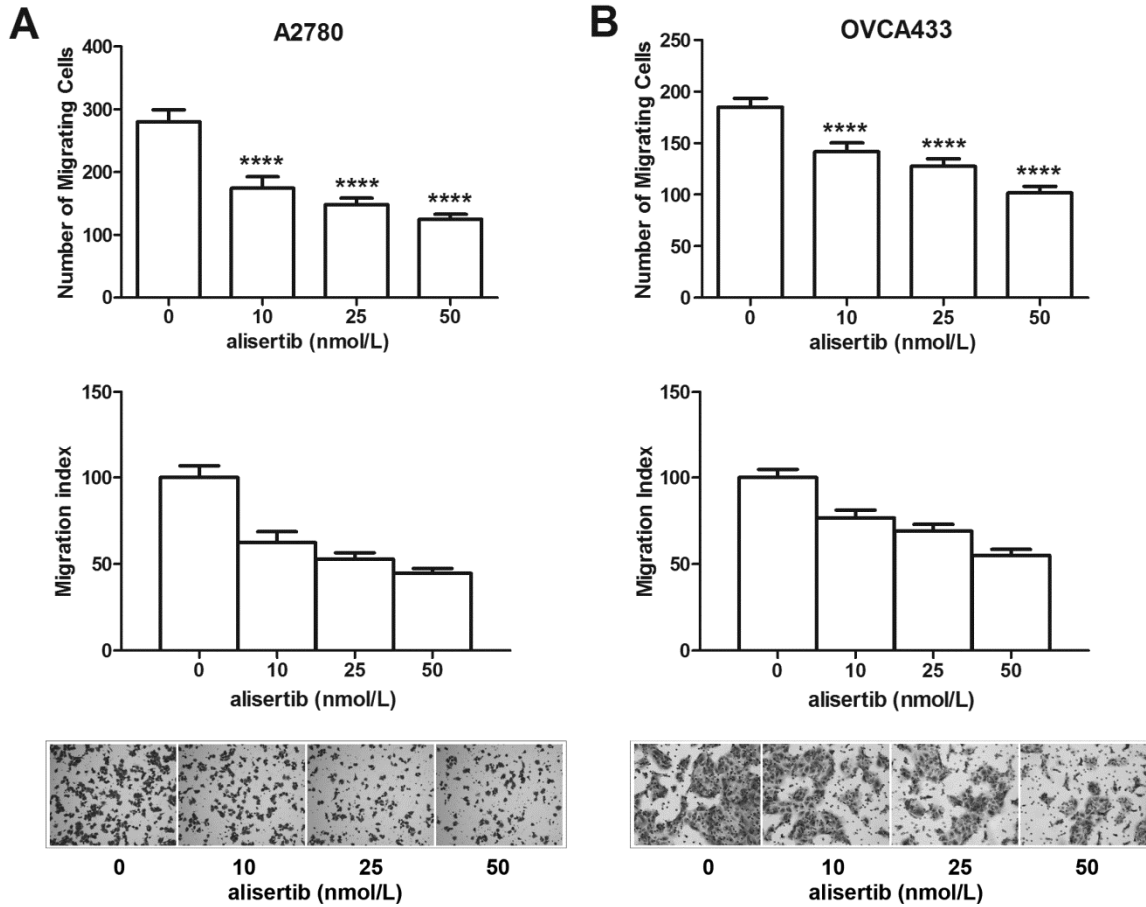 A
A2780
Number of Migrating Cells
400
300
200
100
0
****
****
****
0 10 25 50
alisertib (nmol/L)
Migration index
150
100
50
0
0 10 25 50
alisertib (nmol/L)
0 10 25 50
alisertib (nmol/L)
B
OVCA433
Number of Migrating Cells
250
200
150
100
50
0
****
****
****
0 10 25 50
alisertib (nmol/L)
Migration Index
150
100
50
0
0 10 25 50
alisertib (nmol/L)
0 10 25 50
alisertib (nmol/L)